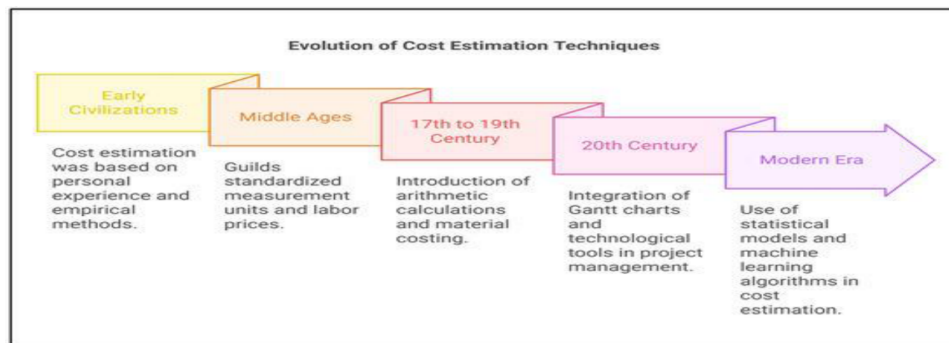 Evolution of Cost Estimation Techniques
Early
Civilizations
Cost estimation
was based on
personal
experience and
empirical
methods.
Middle Ages
Guilds
standardized
measurement
units and labor
prices.
17th to 19th
Century
Introduction of
arithmetic
calculations
and material
costing.
20th Century
Integration of
Gantt charts
and
technological
tools in project
management.
Modern Era
Use of
statistical
models and
machine
learning
algorithms in
cost
estimation.